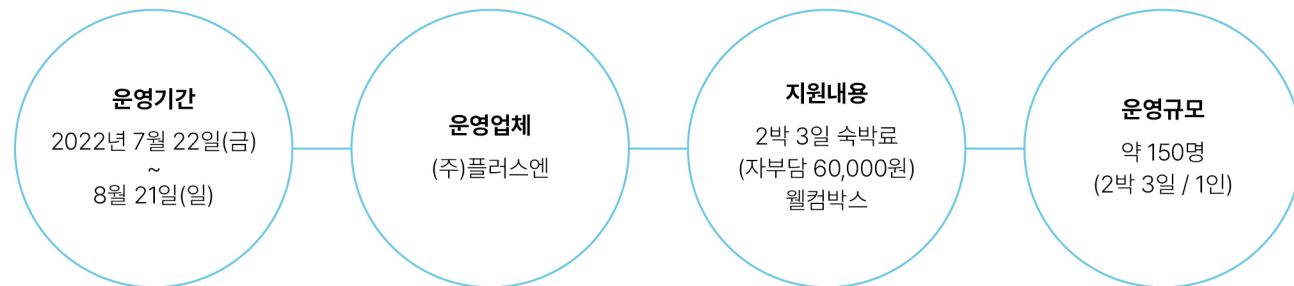 운영기간
2022년 7월 22일(금)
~
8월 21일(일)
운영업체
(주)플러스엔
지원내용
2박 3일 숙박료
(자부담 60,000원)
웰컴박스
운영규모
약 150명
(2박 3일 / 1인)